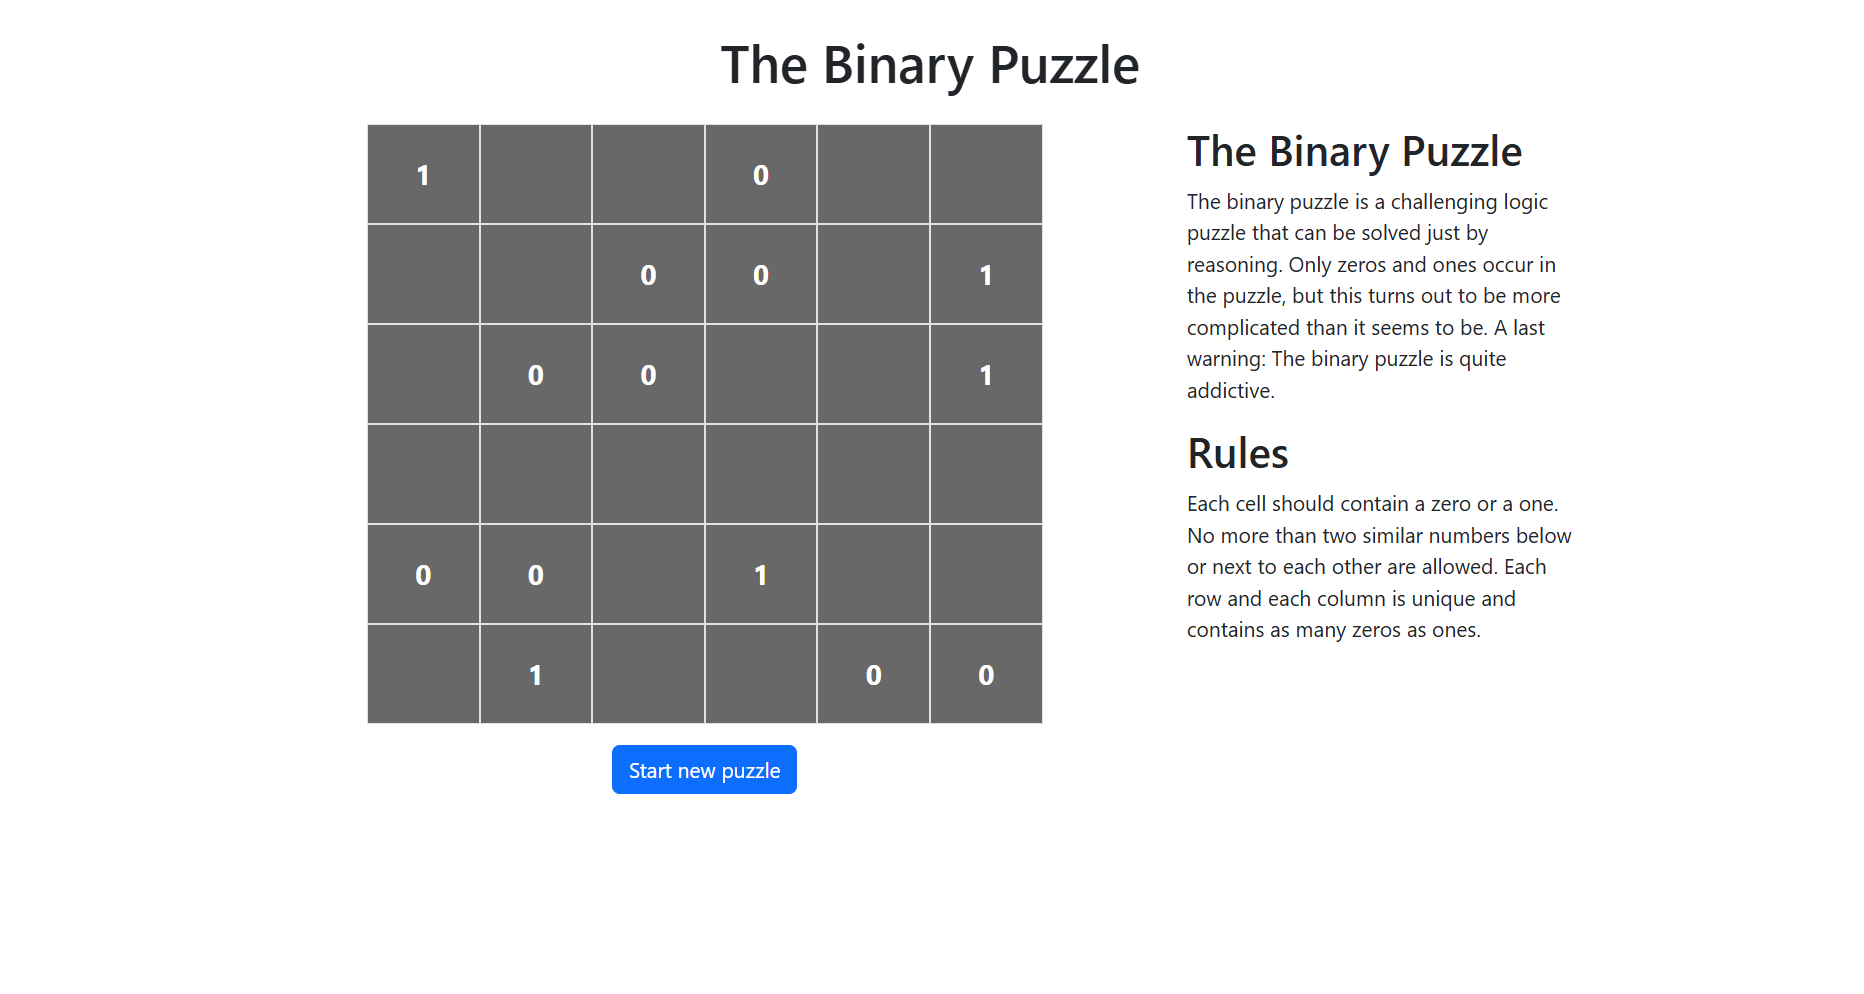 The Binary Puzzle
1 0
0 0 1
0 0 1
0 0 1
1 0 0
Start new puzzle
The Binary Puzzle
The binary puzzle is a challenging logic
puzzle that can be solved just by
reasoning. Only zeros and ones occur in
the puzzle, but this turns out to be more
complicated than it seems to be. A last
warning: The binary puzzle is quite
addictive.
Rules
Each cell should contain a zero or a one.
No more than two similar numbers below
or next to each other are allowed. Each
row and each column is unique and
contains as many zeros as ones.